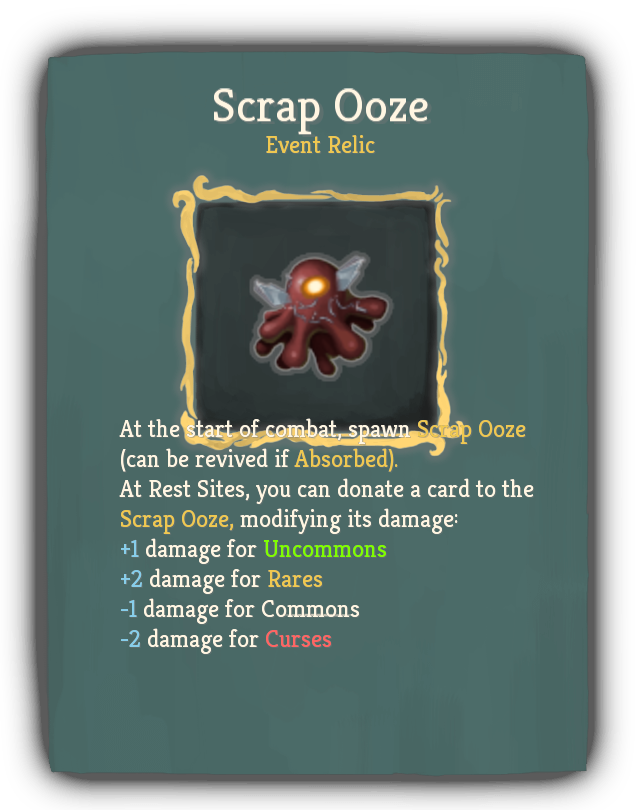 Scrap Ooze
Event Relic
At the start of combat, spawn Scrap Ooze
(can be revived if Absorbed).
At Rest Sites, you can donate a card to the
Scrap Ooze, modifying its damage:
+1 damage for Uncommons
+2 damage for Rares
-1 damage for Commons
-2 damage for Curses